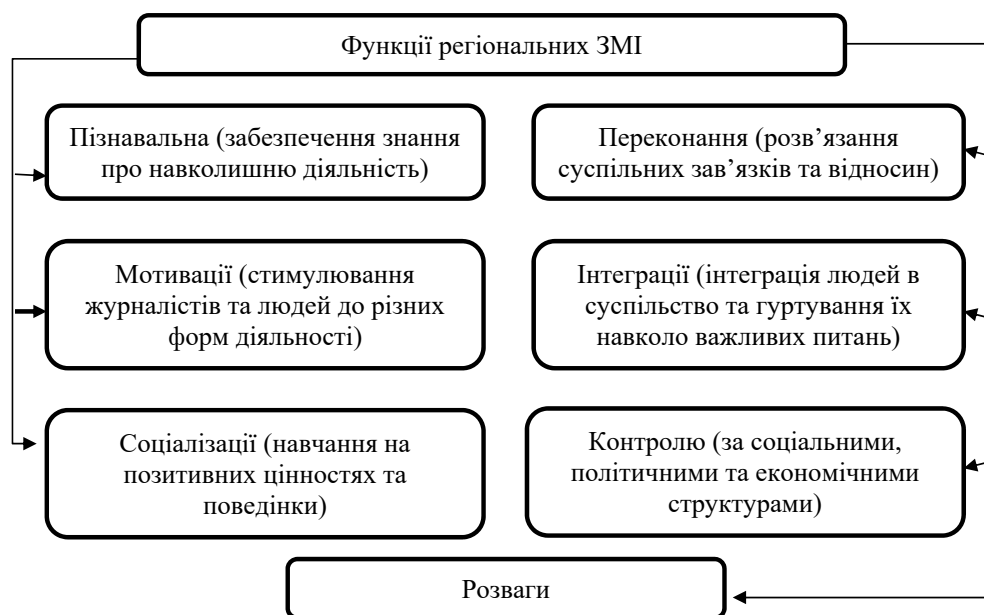 Функції регіональних ЗМІ
Пізнавальна (забезпечення знання
про навколишню діяльність)
Переконання (розв’язання
суспільних зав’язків та відносин)
Мотивації (стимулювання
журналістів та людей до різних
форм діяльності)
Інтеграції (інтеграція людей в
суспільство та гуртування їх
навколо важливих питань)
Соціалізації (навчання на
позитивних цінностях та
поведінки)
Контролю (за соціальними,
політичними та економічними
структурами)
Розваги